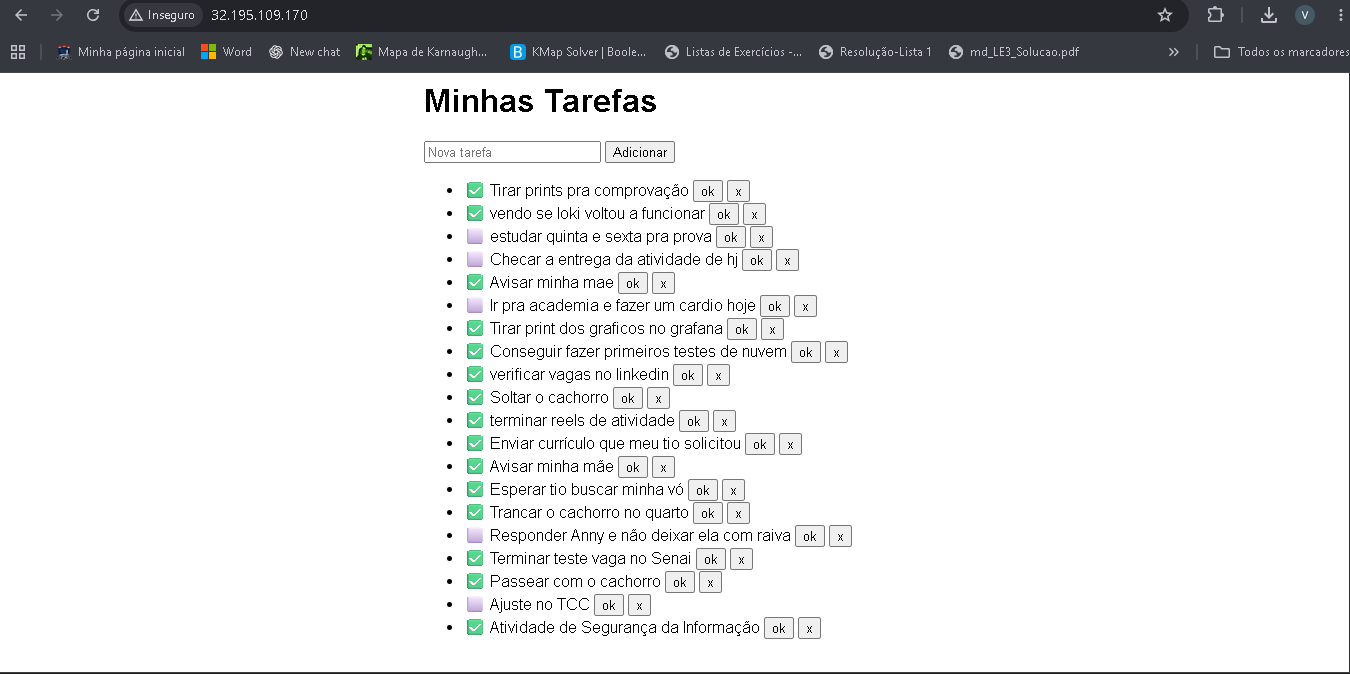 Inseguro 32.195.109.170 V
Minha página inicial Word New chat Mapa de Karnaugh... B KMap Solver | Boole... Listas de Exercícios -... Resolução-Lista 1 md_LE3_Solucao.pdf » Todos os marcadores
Minhas Tarefas
Nova tarefa Adicionar
Tirar prints pra comprovação ok x
vendo se loki voltou a funcionar ok x
estudar quinta e sexta pra prova ok x
Checar a entrega da atividade de hj ok x
Avisar minha mae ok x
Ir pra academia e fazer um cardio hoje ok x
Tirar print dos graficos no grafana ok x
Conseguir fazer primeiros testes de nuvem ok x
verificar vagas no linkedin ok x
Soltar o cachorro ok x
terminar reels de atividade ok x
Enviar currículo que meu tio solicitou ok x
Avisar minha mãe ok x
Esperar tio buscar minha vó ok x
Trancar o cachorro no quarto ok x
Responder Anny e não deixar ela com raiva ok x
Terminar teste vaga no Senai ok x
Passear com o cachorro ok x
Ajuste no TCC ok x
Atividade de Segurança da Informação ok x